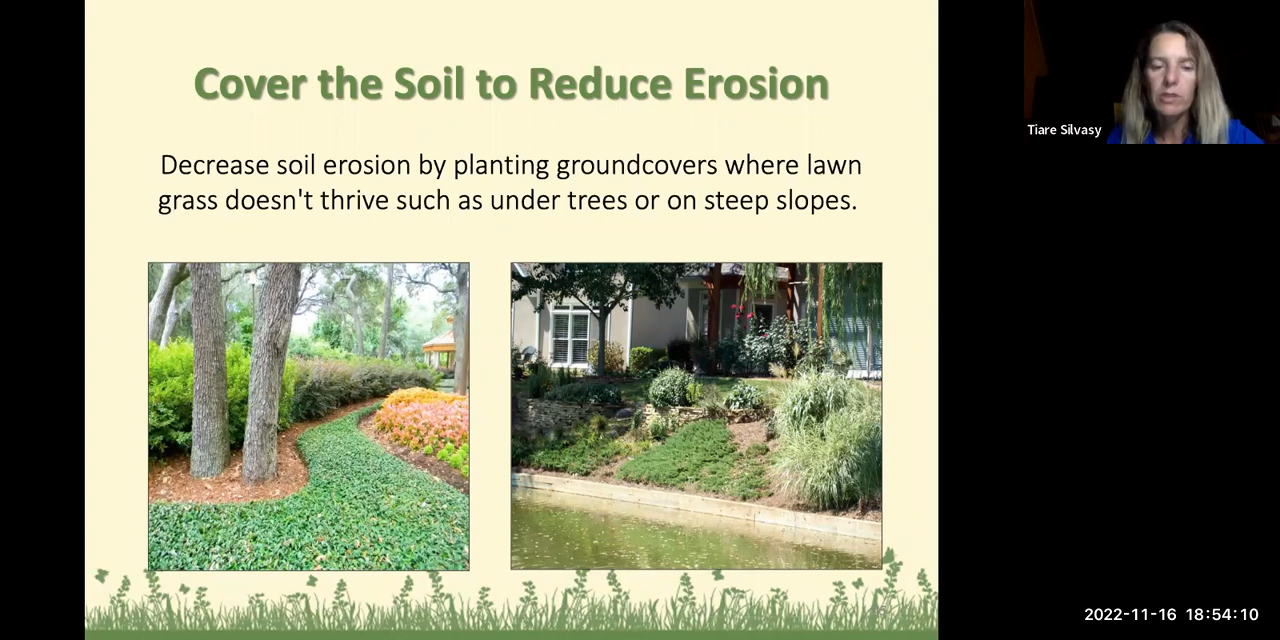 Cover the Soil to Reduce Erosion
Decrease soil erosion by planting groundcovers where lawn
grass doesn't thrive such as under trees or on steep slopes.
Tiare Silvasy
2022-11-16 18:54:10